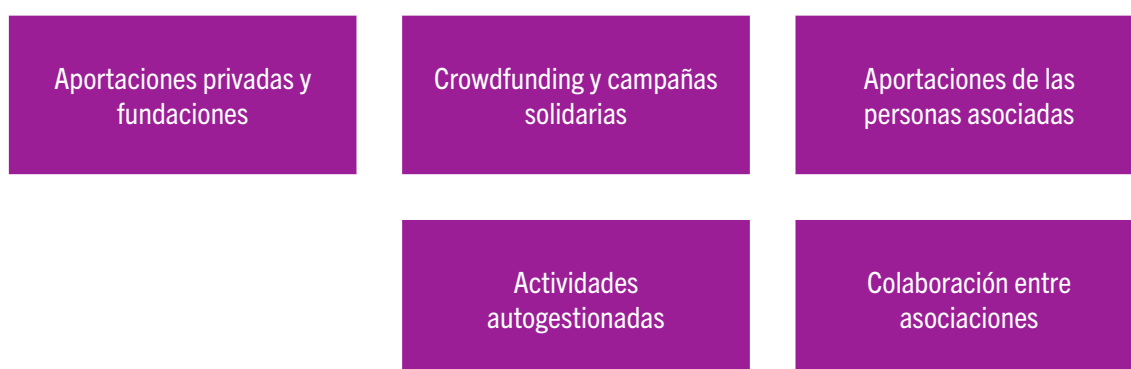 Aportaciones privadas y
fundaciones
Crowdfunding y campañas
solidarias
Aportaciones de las
personas asociadas
Actividades
autogestionadas
Colaboración entre
asociaciones